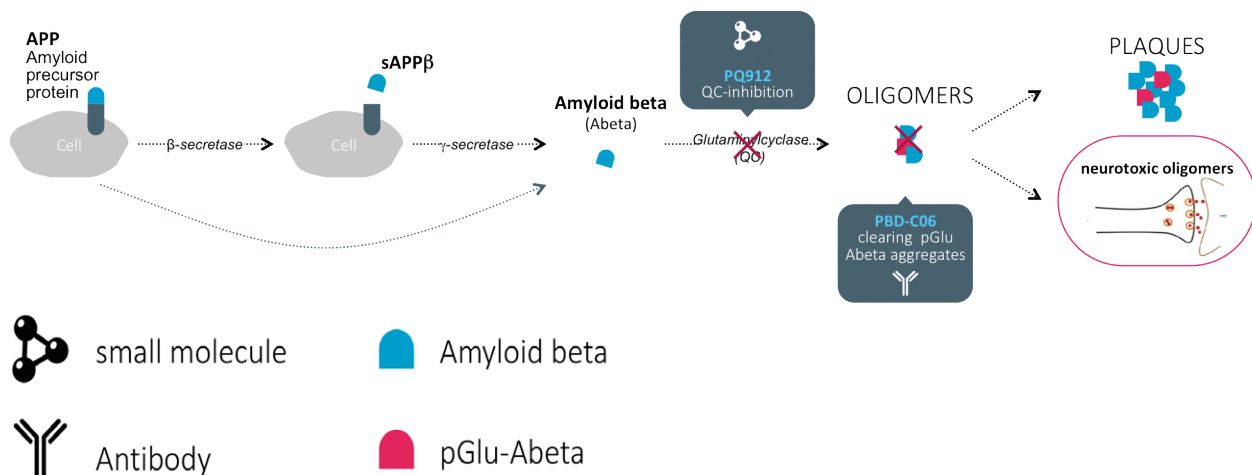 APP
Amyloid
precursor
protein
Cell
β-secretase
sAPPβ
Cell
γ-secretase
Amyloid beta
(Abeta)
PQ912
QC-inhibition
Glutaminylcyclase
(QC)
OLIGOMERS
PBD-C06
clearing pGlu
Abeta aggregates
PLAQUES
neurotoxic oligomers
small molecule
Amyloid beta
Antibody
pGlu-Abeta